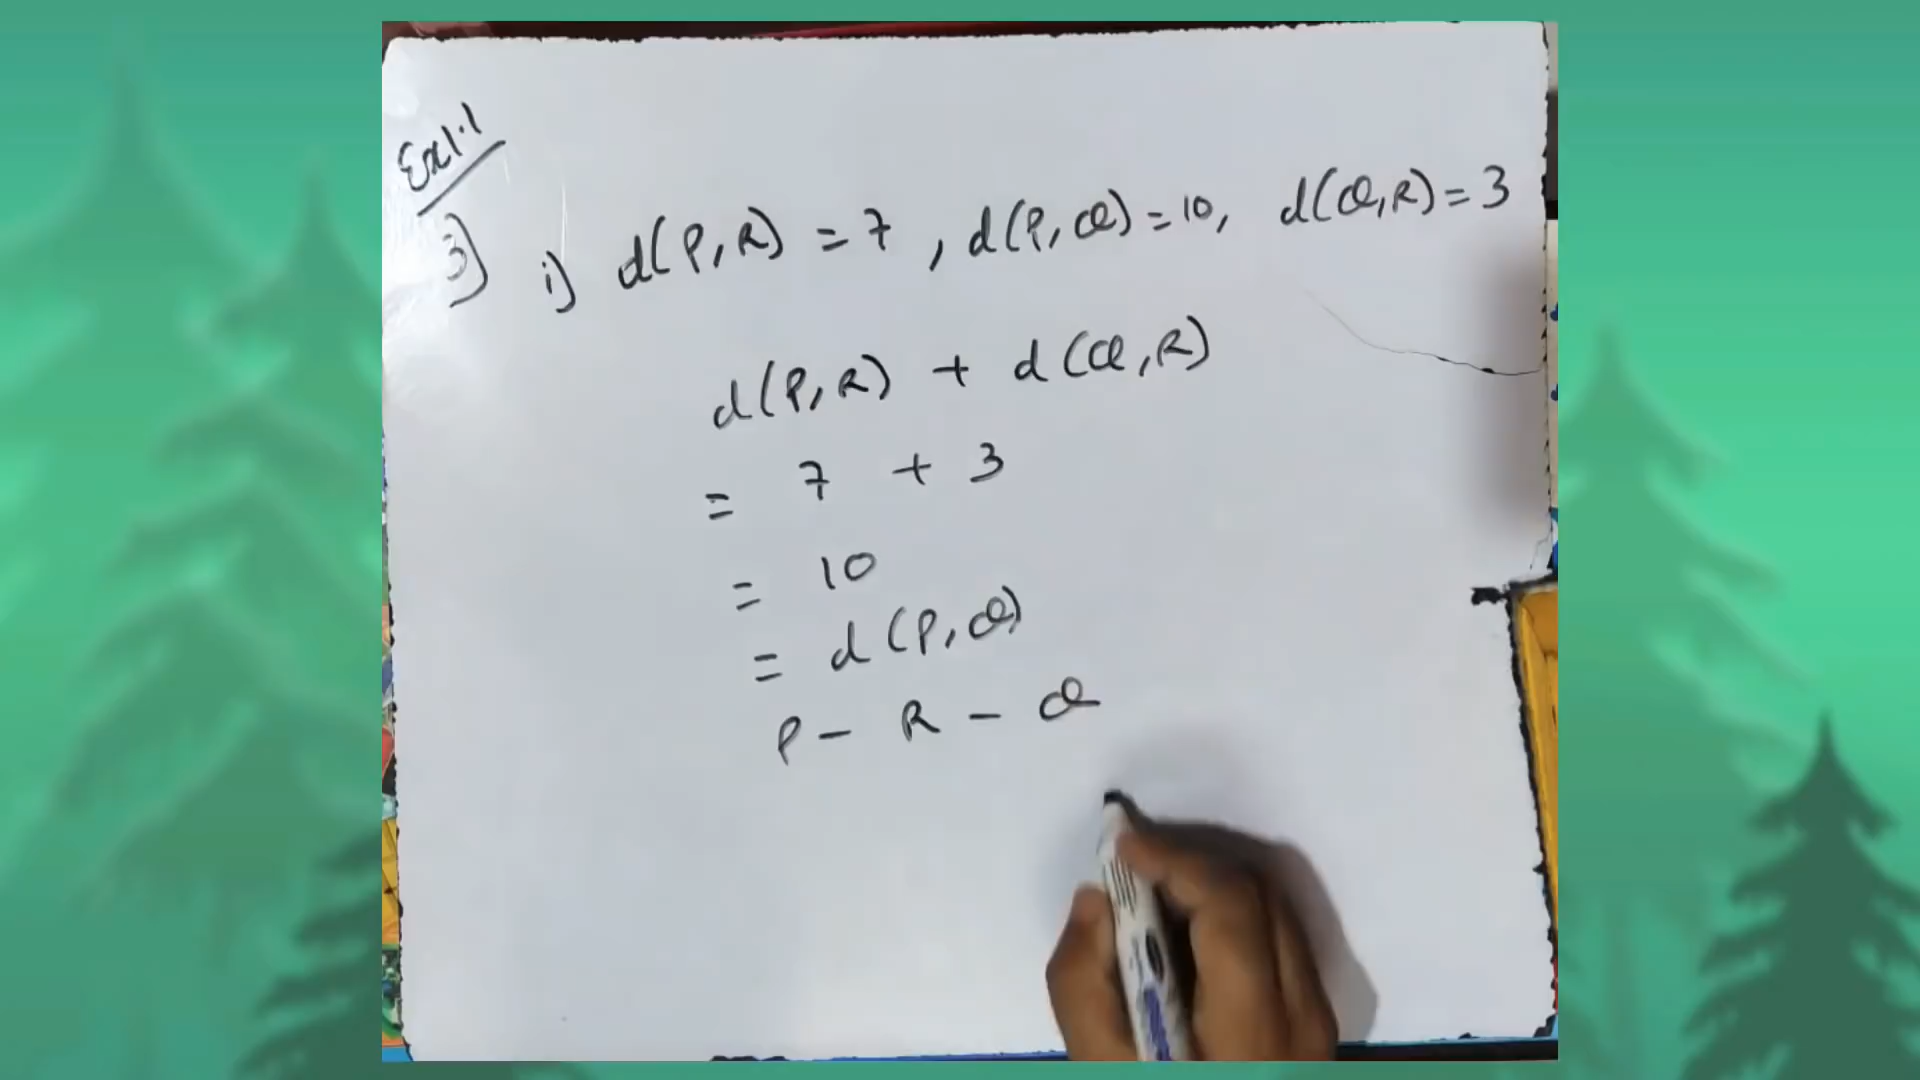 Ex1.1
3) i) d(P,R) = 7 , d(P,Q) = 10, d(Q,R) = 3
d(P,R) + d(Q,R)
= 7 + 3
= 10
= d(P,Q)
P - R - Q